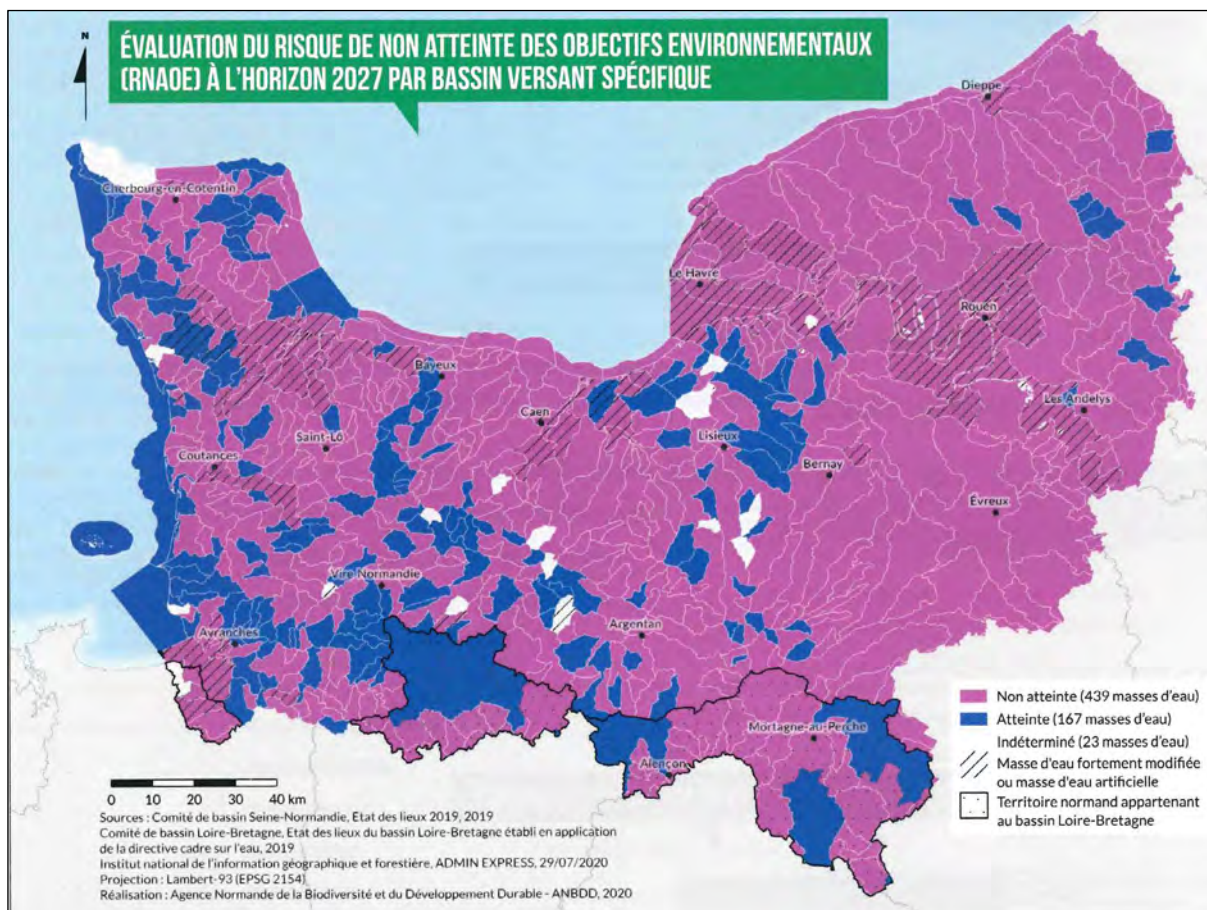 N
ÉVALUATION DU RISQUE DE NON ATTEINTE DES OBJECTIFS ENVIRONNEMENTAUX
(RNAOE) À L'HORIZON 2027 PAR BASSIN VERSANT SPÉCIFIQUE
Dieppe
Cherbourg-en-Cotentin
Le Havre
Rouen
Bayeux
Caen
Les Andelys
Saint-Lô
Lisieux
Coutances
Bernay
Évreux
Vire Normandie
Argentan
Avranches
Mortagne-au-Perche
Alençon
Non atteinte (439 masses d'eau)
Atteinte (167 masses d'eau)
Indéterminé (23 masses d'eau)
Masse d'eau fortement modifiée
ou masse d'eau artificielle
Territoire normand appartenant
au bassin Loire-Bretagne
0 10 20 30 40 km
Sources : Comité de bassin Seine-Normandie, Etat des lieux 2019, 2019
Comité de bassin Loire-Bretagne, Etat des lieux du bassin Loire-Bretagne établi en application
de la directive cadre sur l'eau, 2019
Institut national de l'information géographique et forestière, ADMIN EXPRESS, 29/07/2020
Projection : Lambert-93 (EPSG 2154)
Réalisation : Agence Normande de la Biodiversité et du Développement Durable - ANBDD, 2020